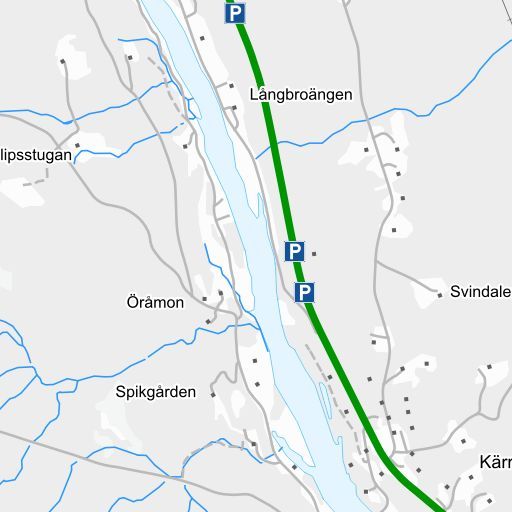 P
Långbroängen
lipsstugan
P
P
Svindale
Öråmon
Spikgården
Kärr